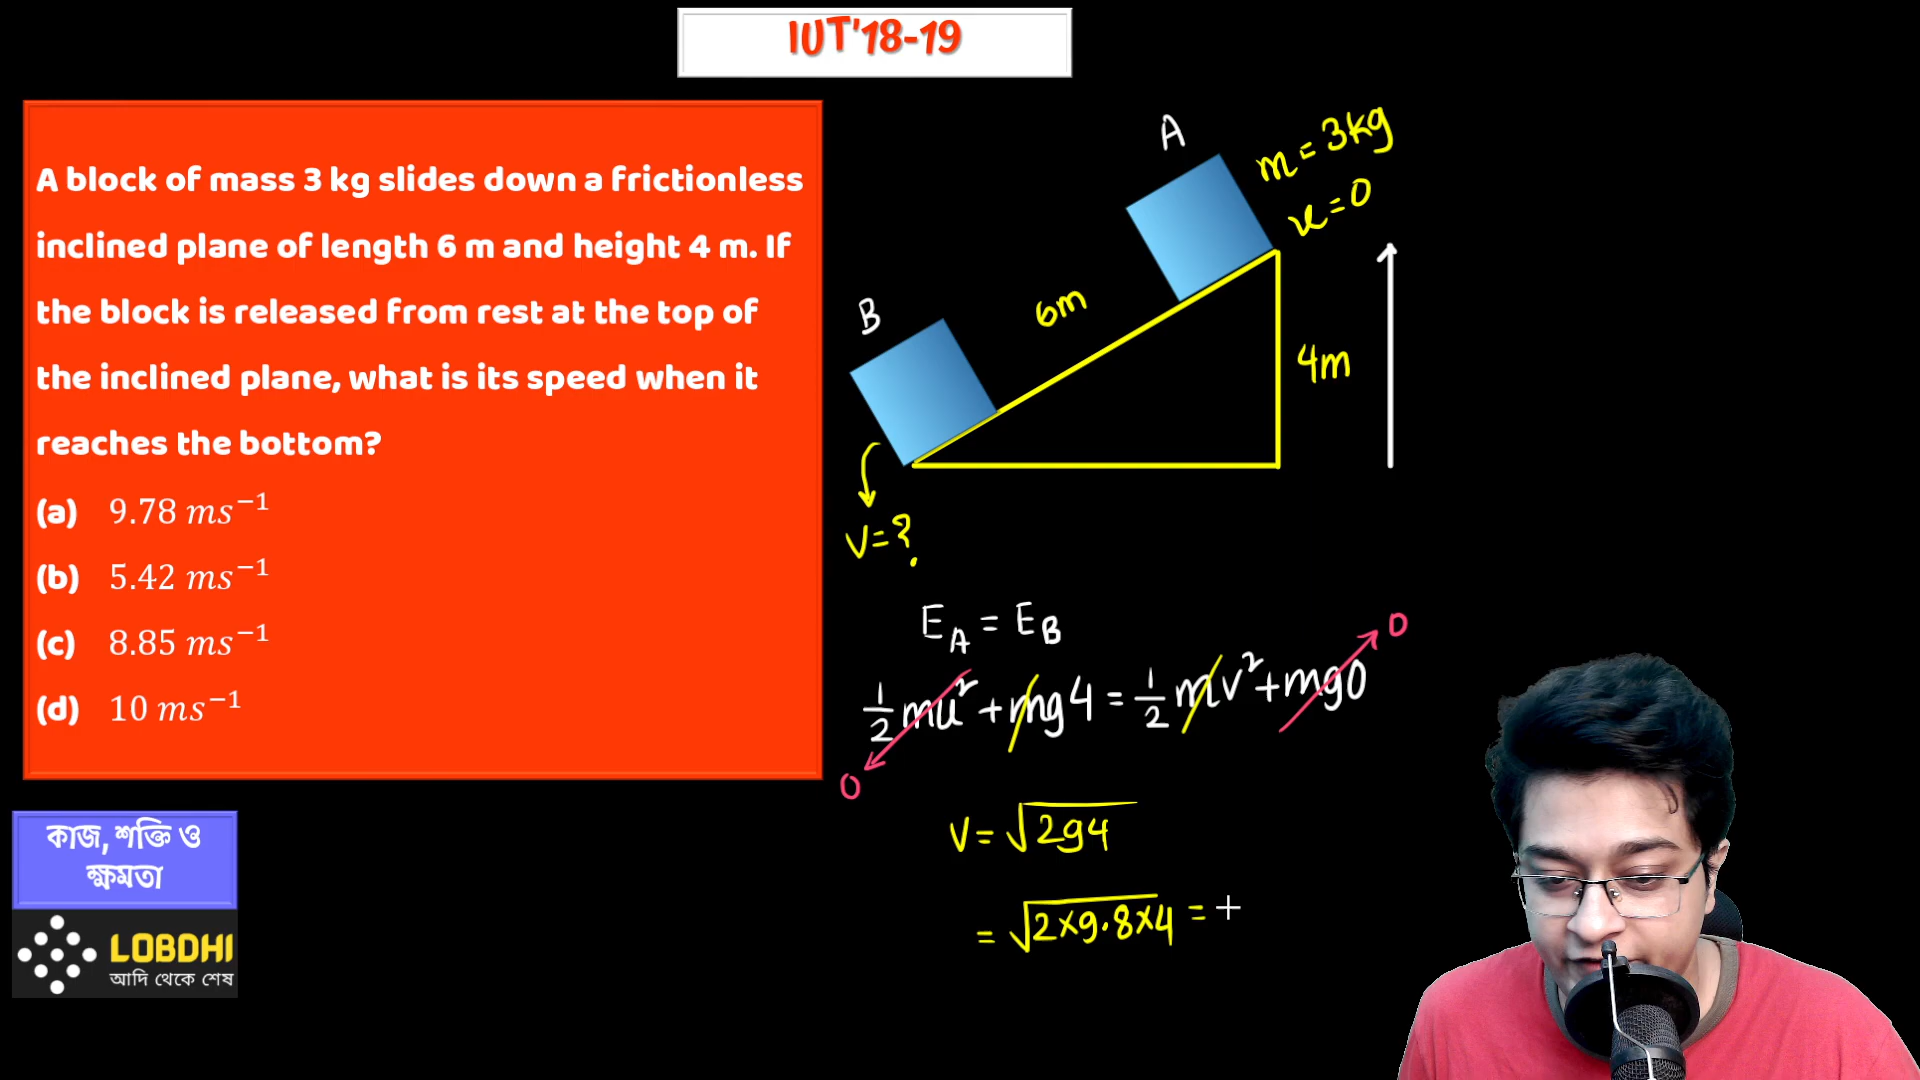 IUT'18-19
A block of mass 3 kg slides down a frictionless
inclined plane of length 6 m and height 4 m. If
the block is released from rest at the top of
the inclined plane, what is its speed when it
reaches the bottom?
(a) 9.78 ms⁻¹
(b) 5.42 ms⁻¹
(c) 8.85 ms⁻¹
(d) 10 ms⁻¹
A
m = 3kg
u = 0
B
6m
4m
V = ?
E_A = E_B
0
½mu² + mg4 = ½mv² + mg0
0
V = √2g4
= √2×9.8×4 =
কাজ, শক্তি ও
ক্ষমতা
LOBDHI
আদি থেকে শেষ